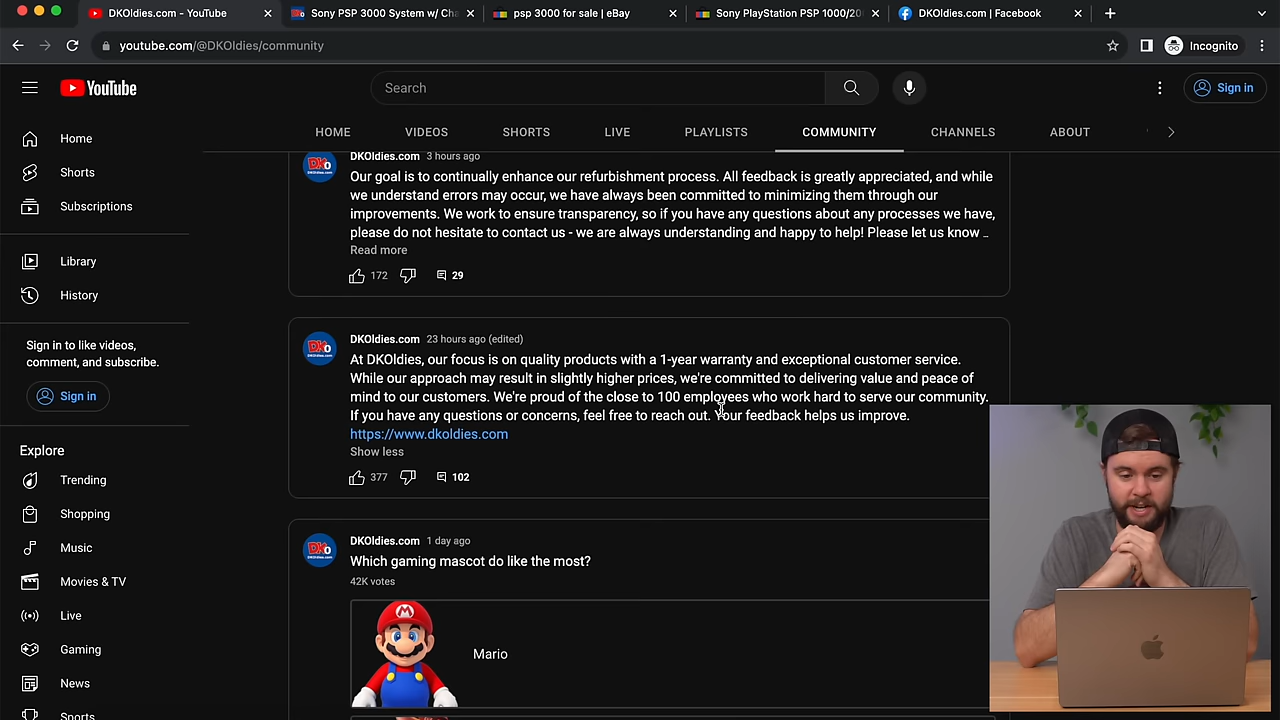 DKOldies.com - YouTube
Sony PSP 3000 System w/ Cha
psp 3000 for sale | eBay
Sony PlayStation PSP 1000/20
DKOldies.com | Facebook
youtube.com/@DKOldies/community
Incognito
YouTube
Search
Sign in
HOME
VIDEOS
SHORTS
LIVE
PLAYLISTS
COMMUNITY
CHANNELS
ABOUT
Home
Shorts
Subscriptions
Library
History
Sign in to like videos,
comment, and subscribe.
Sign in
Explore
Trending
Shopping
Music
Movies & TV
Live
Gaming
News
Sports
DKOldies.com 3 hours ago
Our goal is to continually enhance our refurbishment process. All feedback is greatly appreciated, and while
we understand errors may occur, we have always been committed to minimizing them through our
improvements. We work to ensure transparency, so if you have any questions about any processes we have,
please do not hesitate to contact us - we are always understanding and happy to help! Please let us know ...
Read more
172
29
DKOldies.com 23 hours ago (edited)
At DKOldies, our focus is on quality products with a 1-year warranty and exceptional customer service.
While our approach may result in slightly higher prices, we're committed to delivering value and peace of
mind to our customers. We're proud of the close to 100 employees who work hard to serve our community.
If you have any questions or concerns, feel free to reach out. Your feedback helps us improve.
https://www.dkoldies.com
Show less
377
102
DKOldies.com 1 day ago
Which gaming mascot do like the most?
42K votes
Mario